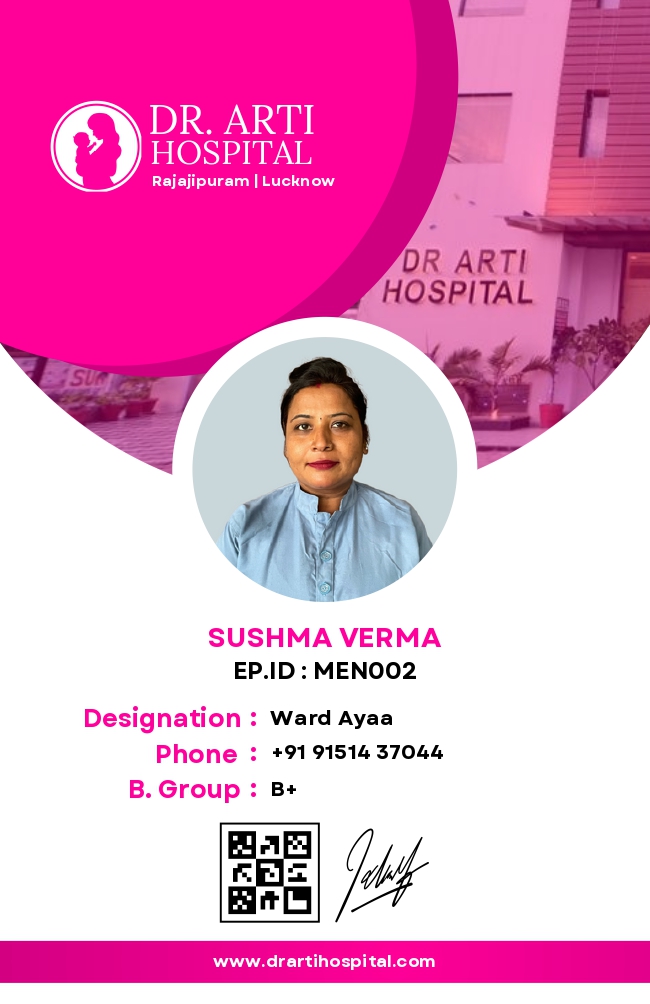 DR. ARTI
HOSPITAL
Rajajipuram | Lucknow
DR ARTI
HOSPITAL
SUR
SUSHMA VERMA
EP.ID : MEN002
Designation : Ward Ayaa
Phone : +91 91514 37044
B. Group : B+
www.drartihospital.com